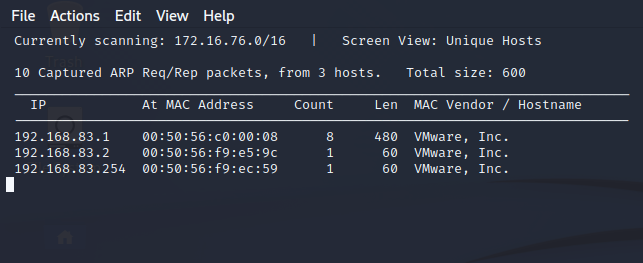 File Actions Edit View Help
Currently scanning: 172.16.76.0/16 | Screen View: Unique Hosts
10 Captured ARP Req/Rep packets, from 3 hosts. Total size: 600
IP At MAC Address Count Len MAC Vendor / Hostname
192.168.83.1 00:50:56:c0:00:08 8 480 VMware, Inc.
192.168.83.2 00:50:56:f9:e5:9c 1 60 VMware, Inc.
192.168.83.254 00:50:56:f9:ec:59 1 60 VMware, Inc.